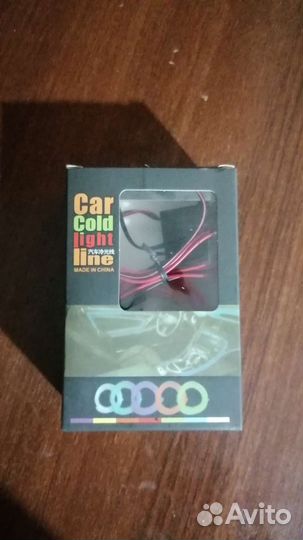 Car
Cold
light
汽车冷光线
line
MADE IN CHINA
Avito